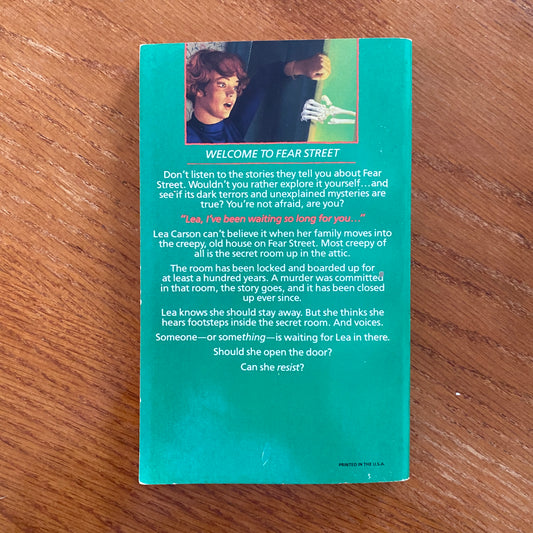 WELCOME TO FEAR STREET
Don't listen to the stories they tell you about Fear
Street. Wouldn't you rather explore it yourself...and
see if its dark terrors and unexplained mysteries are
true? You're not afraid, are you?
"Lea, I've been waiting so long for you..."
Lea Carson can't believe it when her family moves into
the creepy, old house on Fear Street. Most creepy of
all is the secret room up in the attic.
The room has been locked and boarded up for
at least a hundred years. A murder was committed
in that room, the story goes, and it has been closed
up ever since.
Lea knows she should stay away. But she thinks she
hears footsteps inside the secret room. And voices.
Someone—or something—is waiting for Lea in there.
Should she open the door?
Can she resist?
PRINTED IN THE U.S.A.